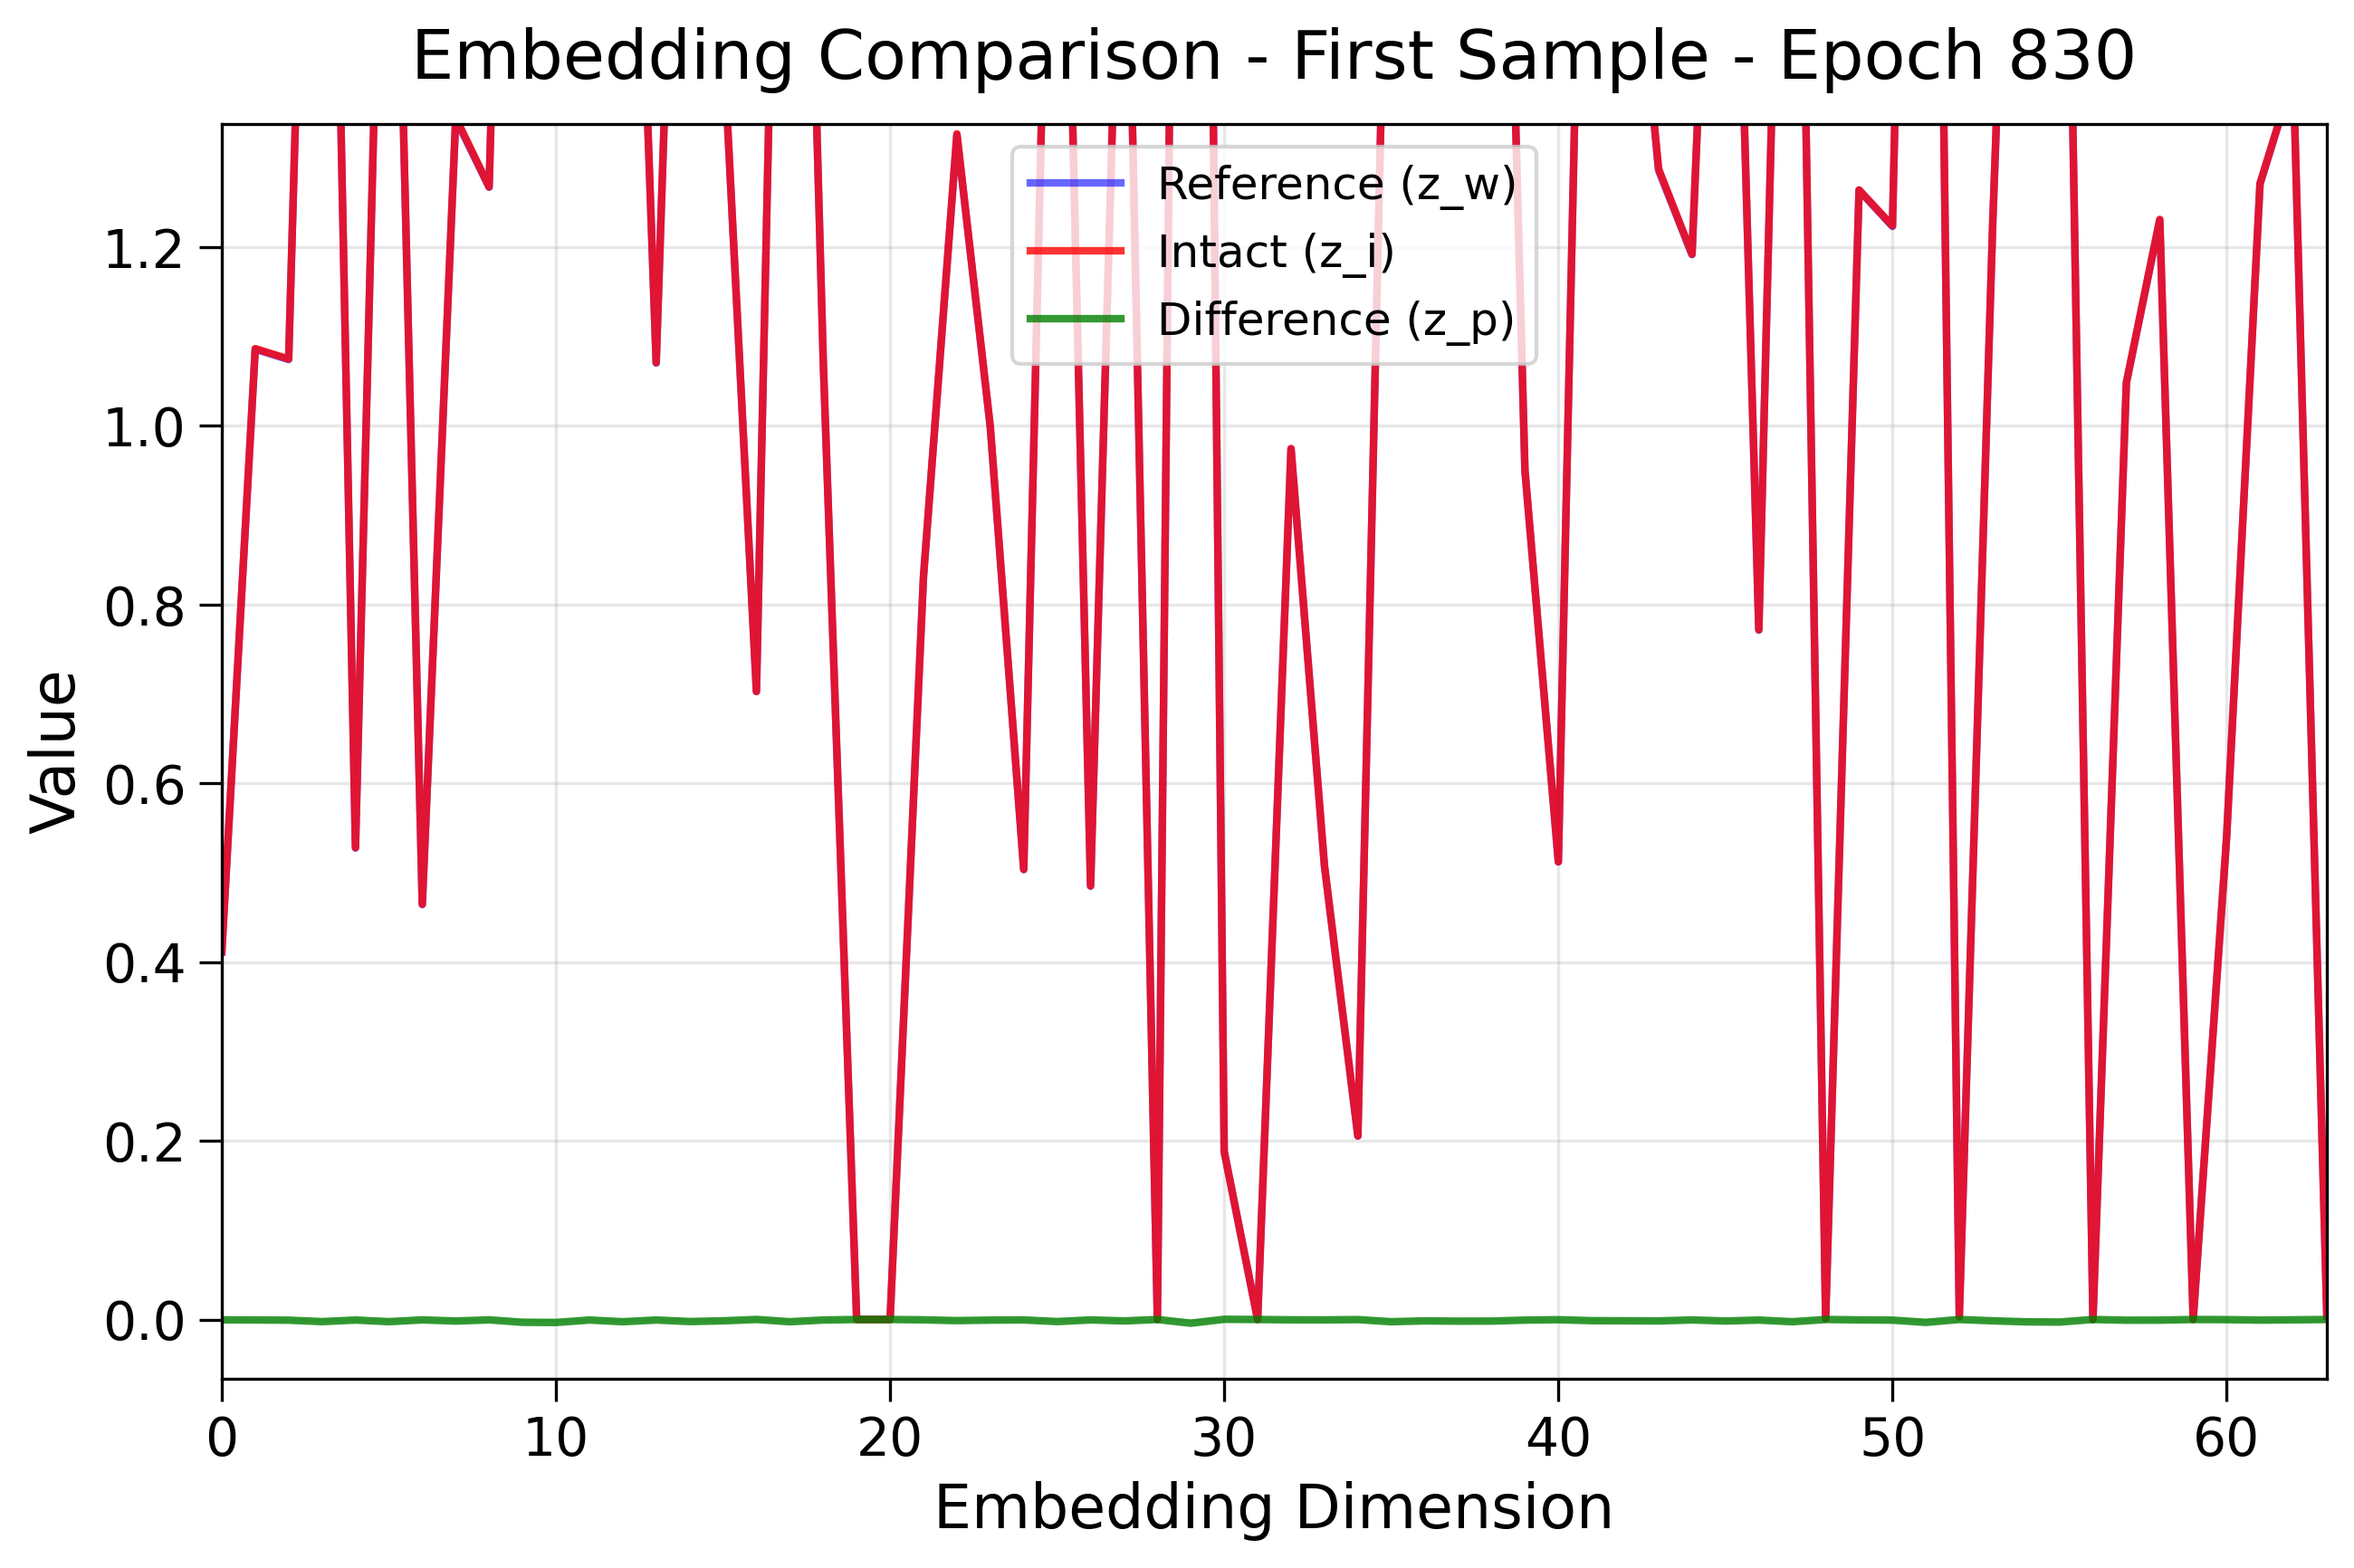 Embedding Comparison - First Sample - Epoch 830
Reference (z_w)
Intact (z_i)
Difference (z_p)
Value
1.2
1.0
0.8
0.6
0.4
0.2
0.0
0 10 20 30 40 50 60
Embedding Dimension